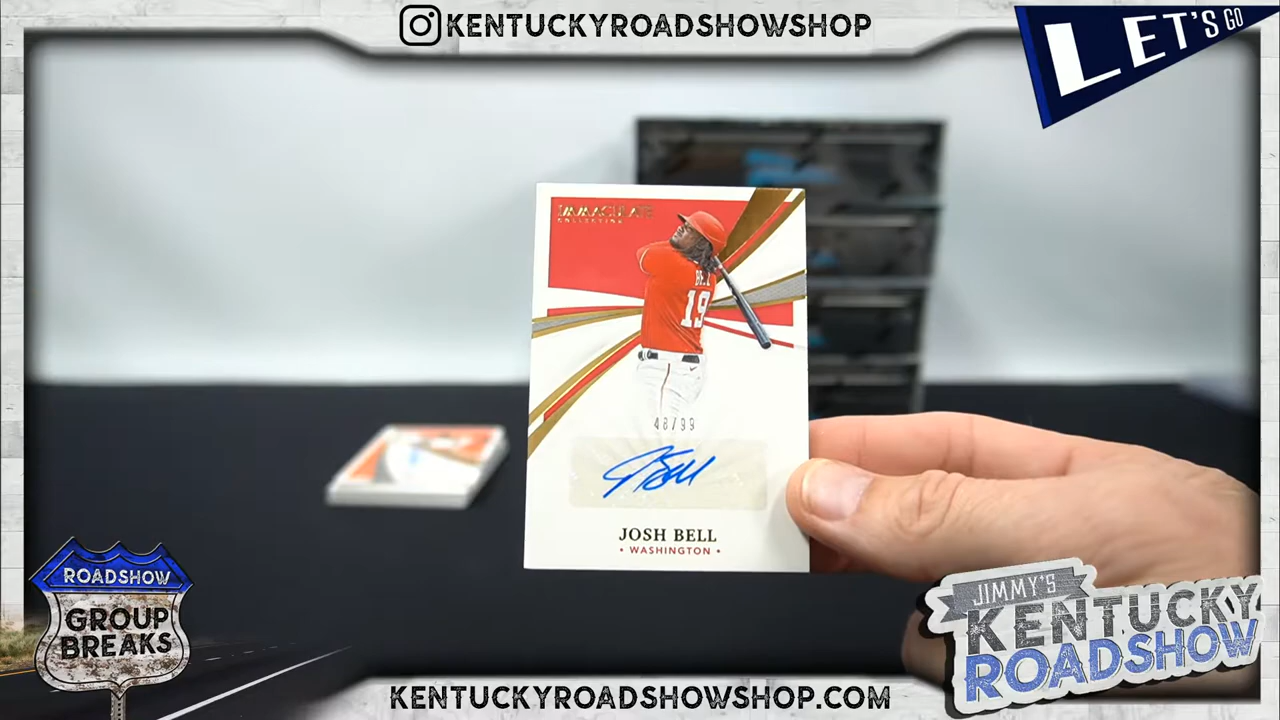 KENTUCKYROADSHOWSHOP
LET'S GO
IMMACULATE
COLLECTION
BELL
19
48/99
JBell
JOSH BELL
• WASHINGTON •
ROADSHOW
GROUP
BREAKS
JIMMY'S
KENTUCKY
ROADSHOW
KENTUCKYROADSHOWSHOP.COM